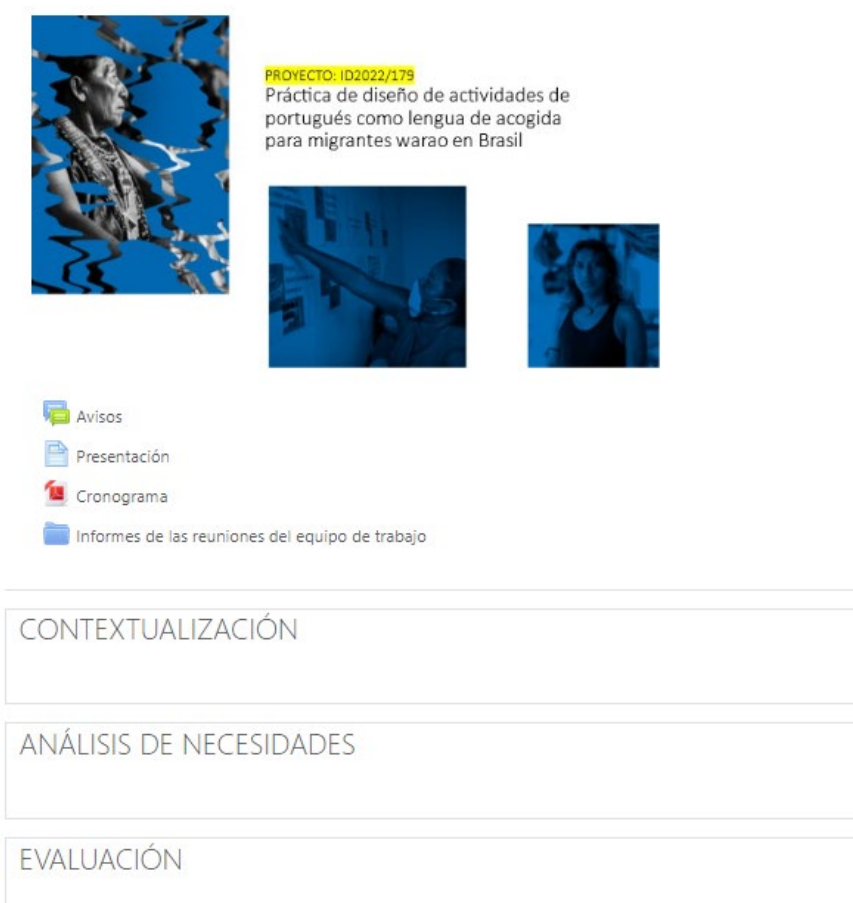 PROYECTO: ID2022/179
Práctica de diseño de actividades de
portugués como lengua de acogida
para migrantes warao en Brasil
Avisos
Presentación
Cronograma
Informes de las reuniones del equipo de trabajo
CONTEXTUALIZACIÓN
ANÁLISIS DE NECESIDADES
EVALUACIÓN